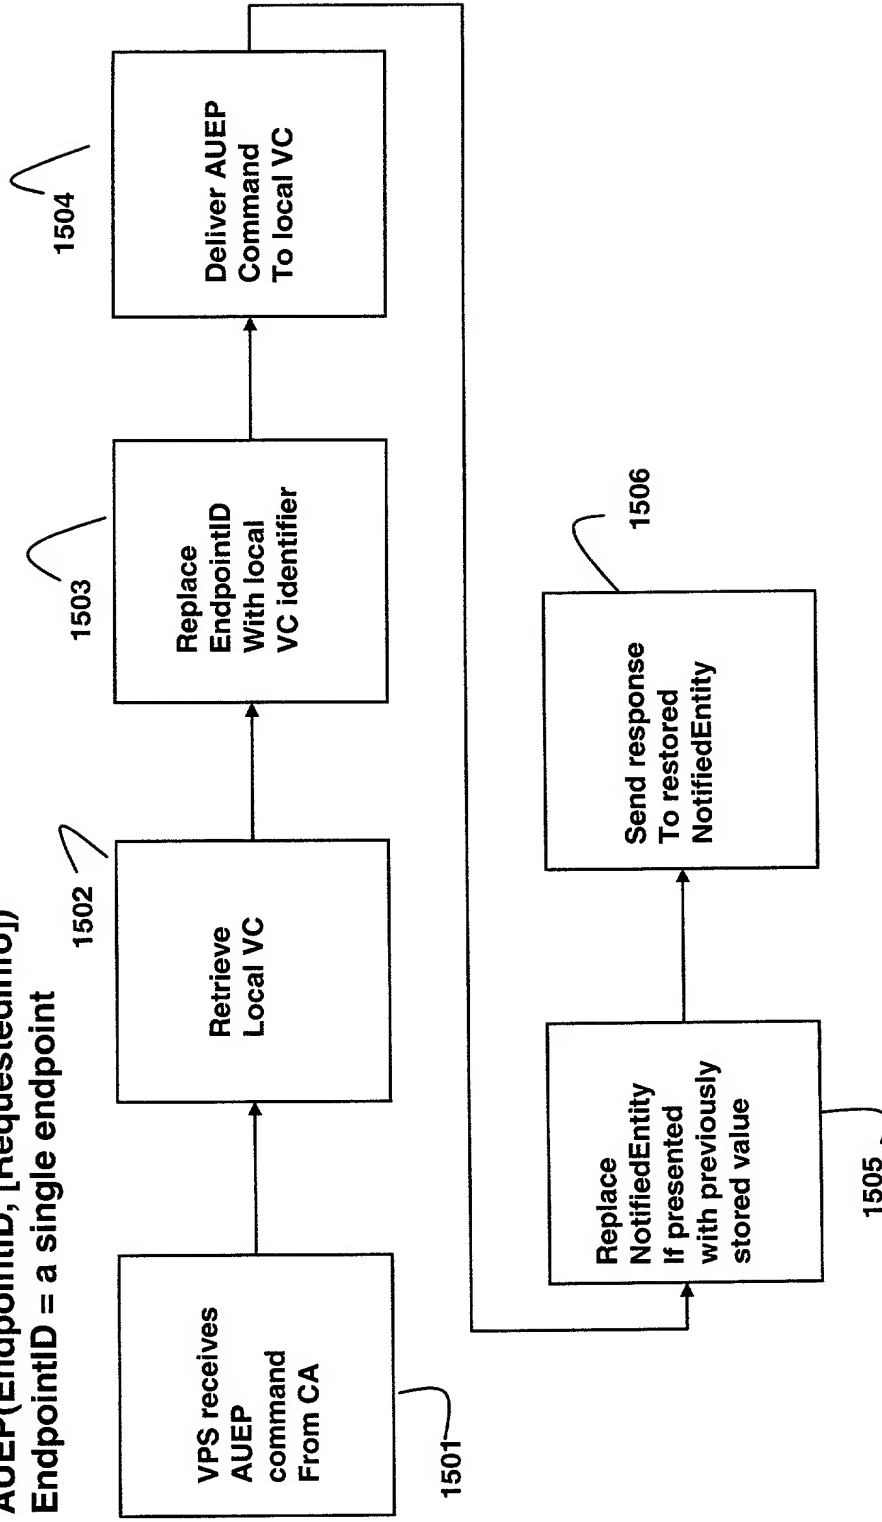 AUEP(EndpointID, [RequestedInfo])
EndpointID = a single endpoint
VPS receives
AUEP
command
From CA
1501
Retrieve
Local VC
1502
Replace
EndpointID
With local
VC identifier
1503
Deliver AUEP
Command
To local VC
1504
Replace
NotifiedEntity
If presented
with previously
stored value
1505
Send response
To restored
NotifiedEntity
1506